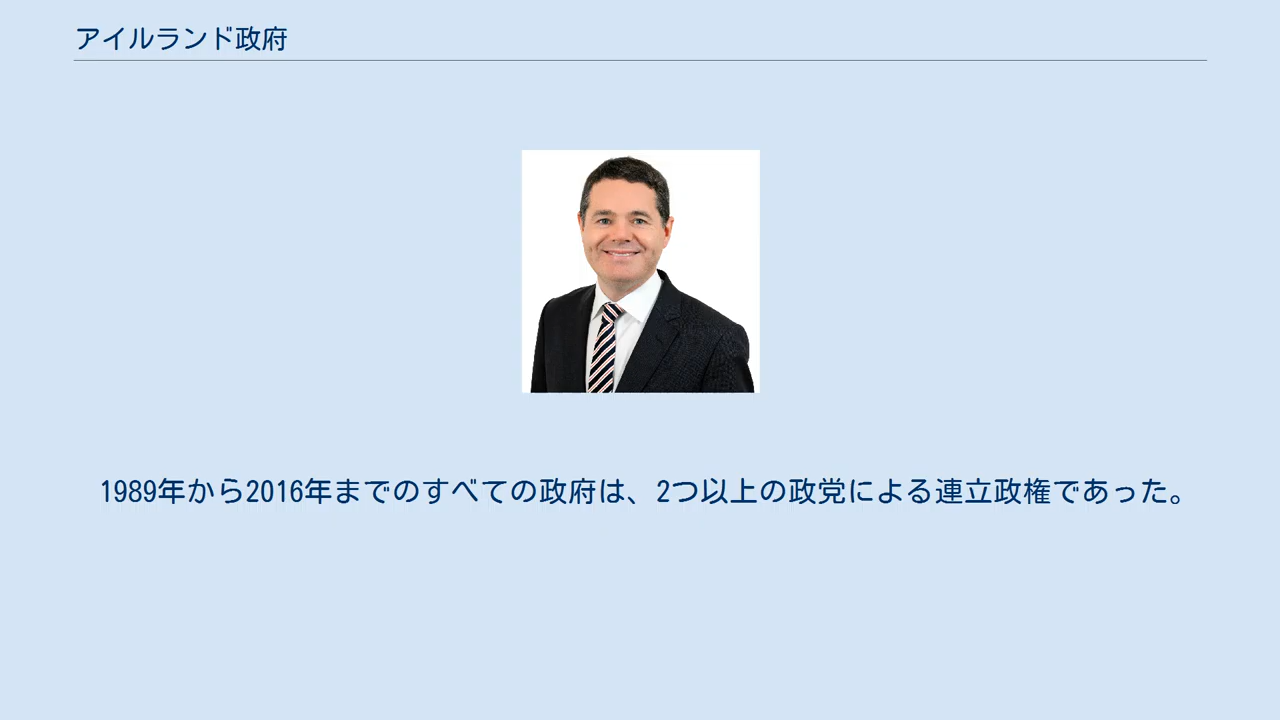 アイルランド政府
1989年から2016年までのすべての政府は、2つ以上の政党による連立政権であった。